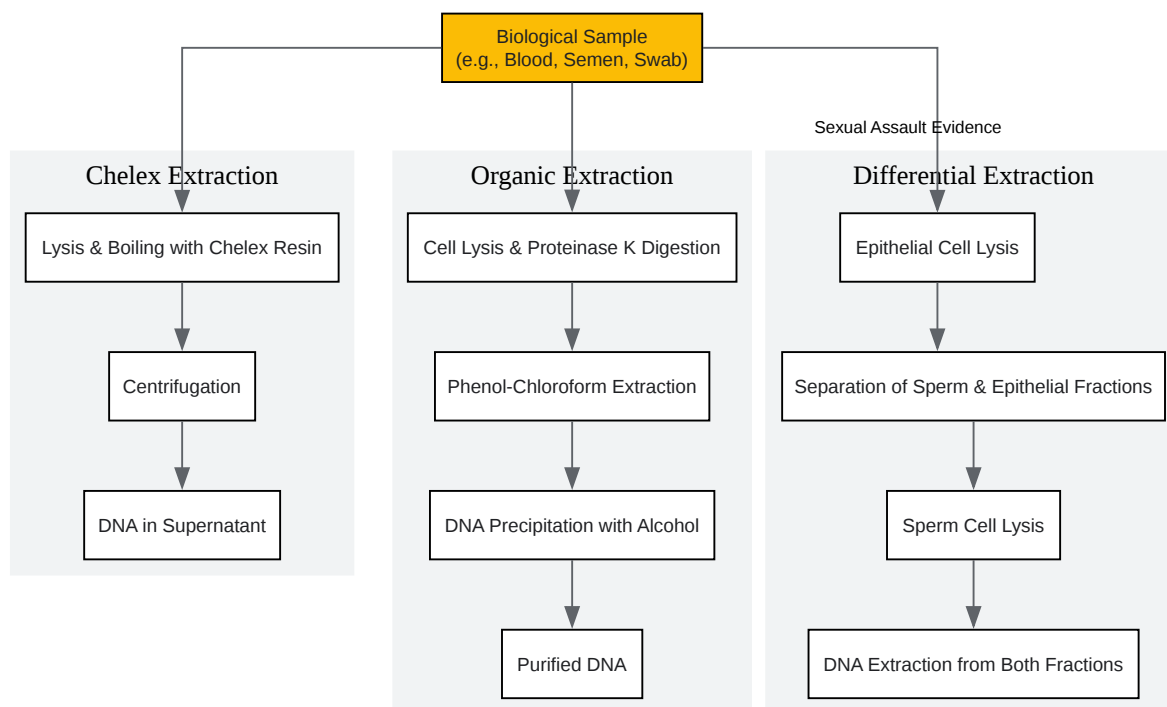 Biological Sample
(e.g., Blood, Semen, Swab)
Sexual Assault Evidence
Chelex Extraction
Lysis & Boiling with Chelex Resin
Centrifugation
DNA in Supernatant
Organic Extraction
Cell Lysis & Proteinase K Digestion
Phenol-Chloroform Extraction
DNA Precipitation with Alcohol
Purified DNA
Differential Extraction
Epithelial Cell Lysis
Separation of Sperm & Epithelial Fractions
Sperm Cell Lysis
DNA Extraction from Both Fractions